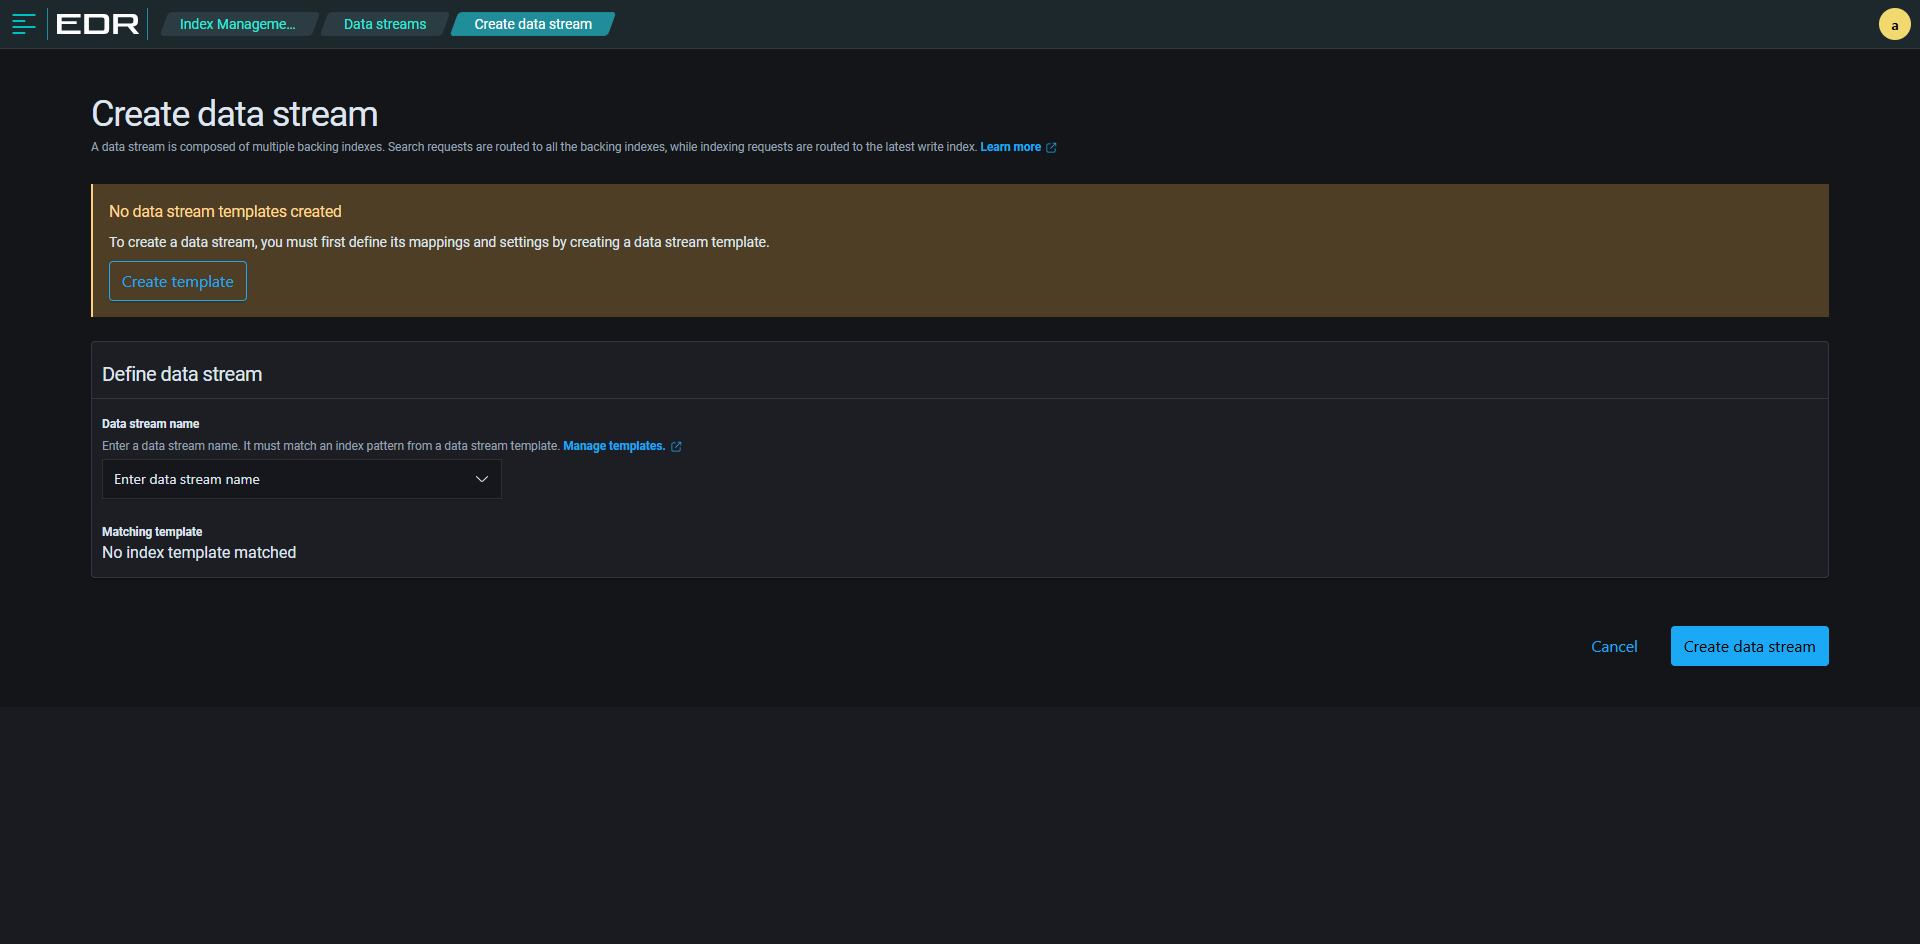 EDR
Index Manageme...
Data streams
Create data stream
a
Create data stream
A data stream is composed of multiple backing indexes. Search requests are routed to all the backing indexes, while indexing requests are routed to the latest write index. Learn more
No data stream templates created
To create a data stream, you must first define its mappings and settings by creating a data stream template.
Create template
Define data stream
Data stream name
Enter a data stream name. It must match an index pattern from a data stream template. Manage templates.
Enter data stream name
Matching template
No index template matched
Cancel
Create data stream